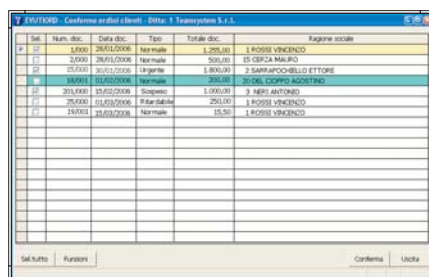 EYUTIORD - Conferma ordini clienti - Ditta: 1 Teamsystem S.r.l.
Sel. Num. doc. Data doc. Tipo Totale doc. Ragione sociale
1/000 28/01/2006 Normale 1.255,00 1 ROSSI VINCENZO
2/000 28/01/2006 Normale 500,00 15 CERZA MAURO
15/000 30/01/2006 Urgente 1.800,00 2 SARRAPOCHIELLO ETTORE
18/001 01/02/2006 Normale 200,00 20 DEL CIOPPO AGOSTINO
201/000 15/02/2006 Sospeso 1.000,00 3 NERI ANTONIO
25/000 01/03/2006 Ritardabile 250,00 1 ROSSI VINCENZO
19/001 15/03/2006 Normale 15,50 1 ROSSI VINCENZO
Sel.tutto Funzioni Conferma Uscita